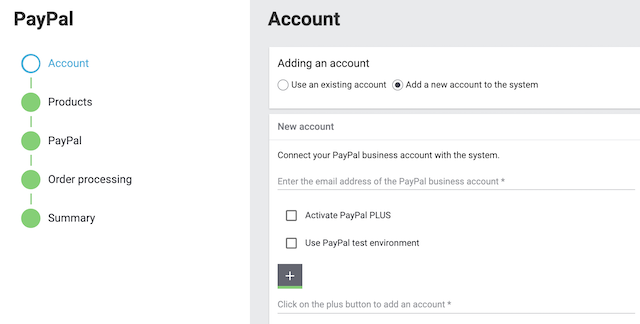 PayPal
Account
Products
PayPal
Order processing
Summary
Account
Adding an account
Use an existing account Add a new account to the system
New account
Connect your PayPal business account with the system.
Enter the email address of the PayPal business account *
Activate PayPal PLUS
Use PayPal test environment
+
Click on the plus button to add an account *